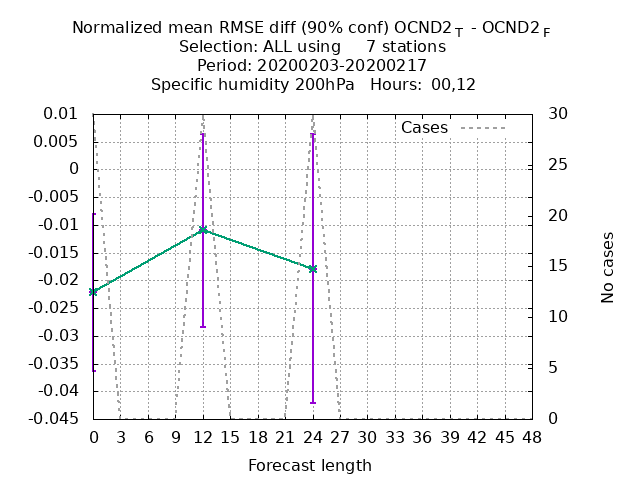 Normalized mean RMSE diff (90% conf) OCND2 T - OCND2 F
Selection: ALL using     7 stations
Period: 20200203-20200217
Specific humidity 200hPa   Hours:  00,12
Cases
0.01
0.005
0
-0.005
-0.01
-0.015
-0.02
-0.025
-0.03
-0.035
-0.04
-0.045
30
25
20
15
10
5
0
No cases
0 3 6 9 12 15 18 21 24 27 30 33 36 39 42 45 48
Forecast length